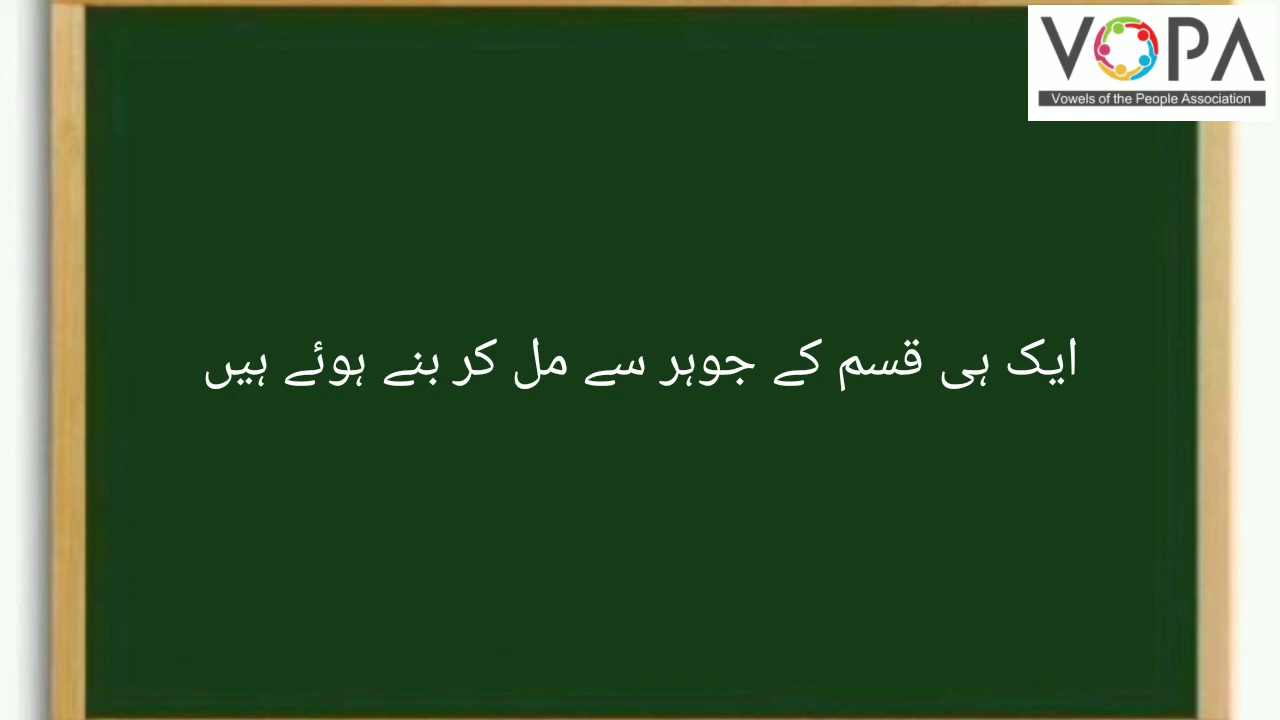 VOPA
Vowels of the People Association
ایک ہی قسم کے جوہر سے مل کر بنے ہوئے ہیں